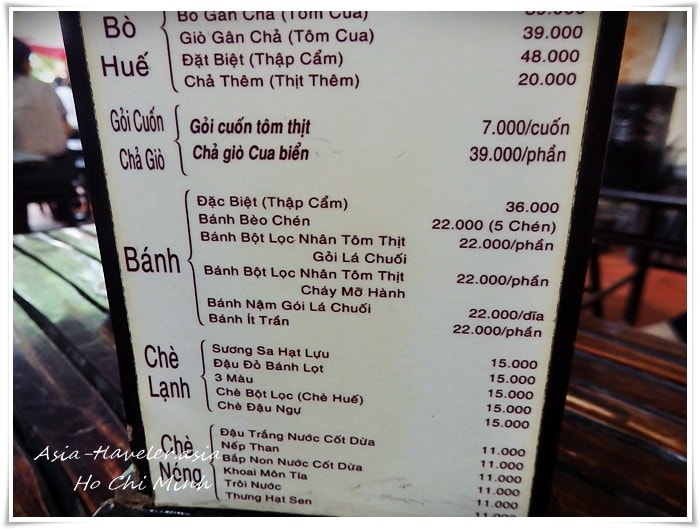 Bò
Huế
Bò Gân Chả (Tôm Cua)
Giò Gân Chả (Tôm Cua) 39.000
Đặt Biệt (Thập Cẩm) 48.000
Chả Thêm (Thịt Thêm) 20.000
Gỏi Cuốn
Chả Giò
Gỏi cuốn tôm thịt 7.000/cuốn
Chả giò Cua biển 39.000/phần
Bánh
Đặc Biệt (Thập Cẩm) 36.000
Bánh Bèo Chén 22.000 (5 Chén)
Bánh Bột Lọc Nhân Tôm Thịt 22.000/phần
Gỏi Lá Chuối
Bánh Bột Lọc Nhân Tôm Thịt 22.000/phần
Cháy Mỡ Hành
Bánh Nậm Gói Lá Chuối 22.000/dĩa
Bánh Ít Trần 22.000/phần
Chè
Lạnh
Sương Sa Hạt Lựu 15.000
Đậu Đỏ Bánh Lọt 15.000
3 Màu 15.000
Chè Bột Lọc (Chè Huế) 15.000
Chè Đậu Ngự 15.000
Chè
Nóng
Đậu Trắng Nước Cốt Dừa 11.000
Nếp Than 11.000
Bắp Non Nước Cốt Dừa 11.000
Khoai Môn Tía 11.000
Trôi Nước 11.000
Thưng Hạt Sen
Asia-Traveler.asia
Ho Chi Minh